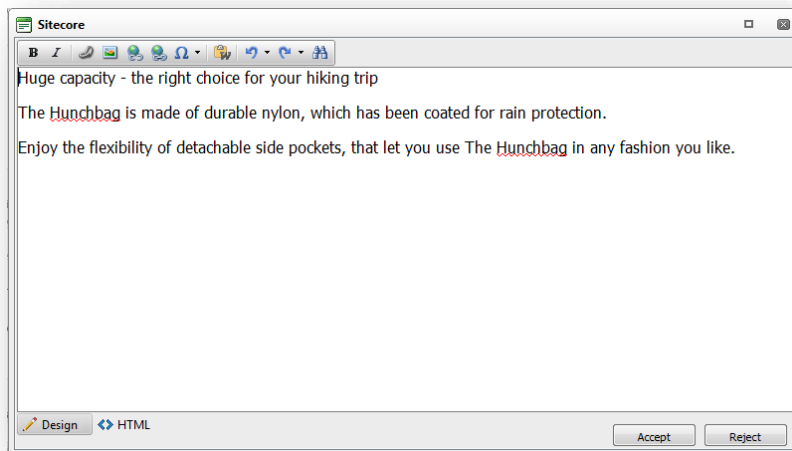 Sitecore
B I Ω
Huge capacity - the right choice for your hiking trip
The Hunchbag is made of durable nylon, which has been coated for rain protection.
Enjoy the flexibility of detachable side pockets, that let you use The Hunchbag in any fashion you like.
Design <> HTML
Accept Reject